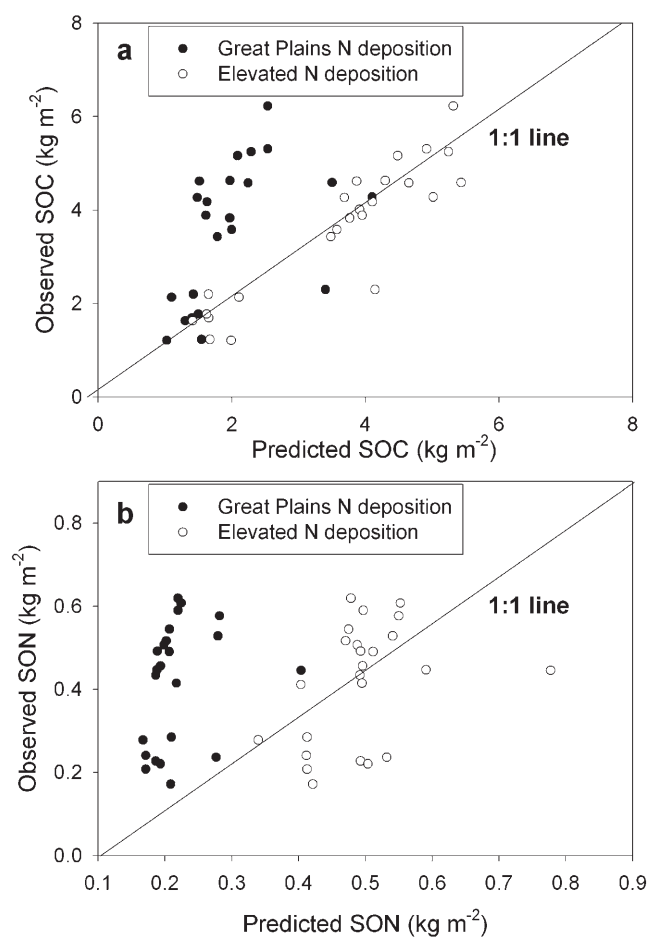 8
a
Great Plains N deposition
Elevated N deposition
6
1:1 line
4
2
0
Observed SOC (kg m⁻²)
0 2 4 6 8
Predicted SOC (kg m⁻²)
b
Great Plains N deposition
Elevated N deposition
0.8
0.6
1:1 line
0.4
0.2
0.0
Observed SON (kg m⁻²)
0.1 0.2 0.3 0.4 0.5 0.6 0.7 0.8 0.9
Predicted SON (kg m⁻²)